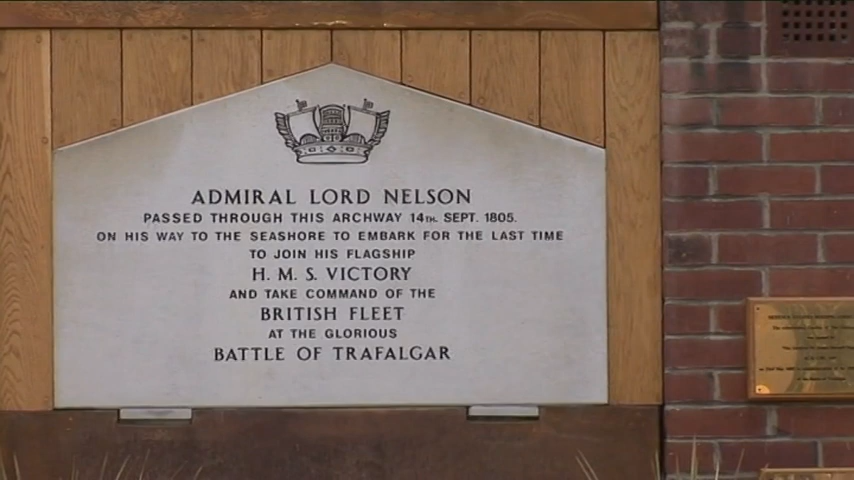 ADMIRAL LORD NELSON
PASSED THROUGH THIS ARCHWAY 14TH. SEPT. 1805.
ON HIS WAY TO THE SEASHORE TO EMBARK FOR THE LAST TIME
TO JOIN HIS FLAGSHIP
H. M. S. VICTORY
AND TAKE COMMAND OF THE
BRITISH FLEET
AT THE GLORIOUS
BATTLE OF TRAFALGAR